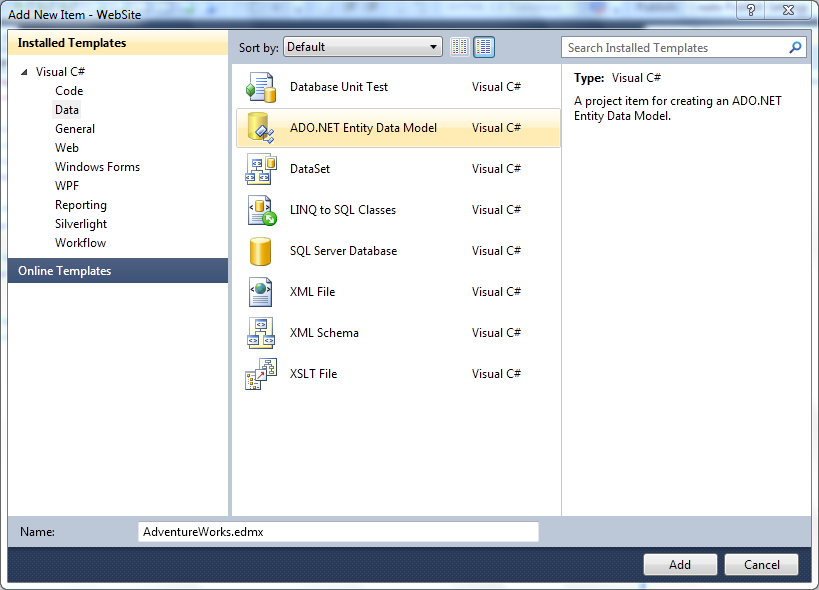 Add New Item - WebSite
Installed Templates
Visual C#
Code
Data
General
Web
Windows Forms
WPF
Reporting
Silverlight
Workflow
Online Templates
Sort by: Default
Database Unit Test Visual C#
ADO.NET Entity Data Model Visual C#
DataSet Visual C#
LINQ to SQL Classes Visual C#
SQL Server Database Visual C#
XML File Visual C#
XML Schema Visual C#
XSLT File Visual C#
Search Installed Templates
Type: Visual C#
A project item for creating an ADO.NET
Entity Data Model.
Name: AdventureWorks.edmx
Add Cancel